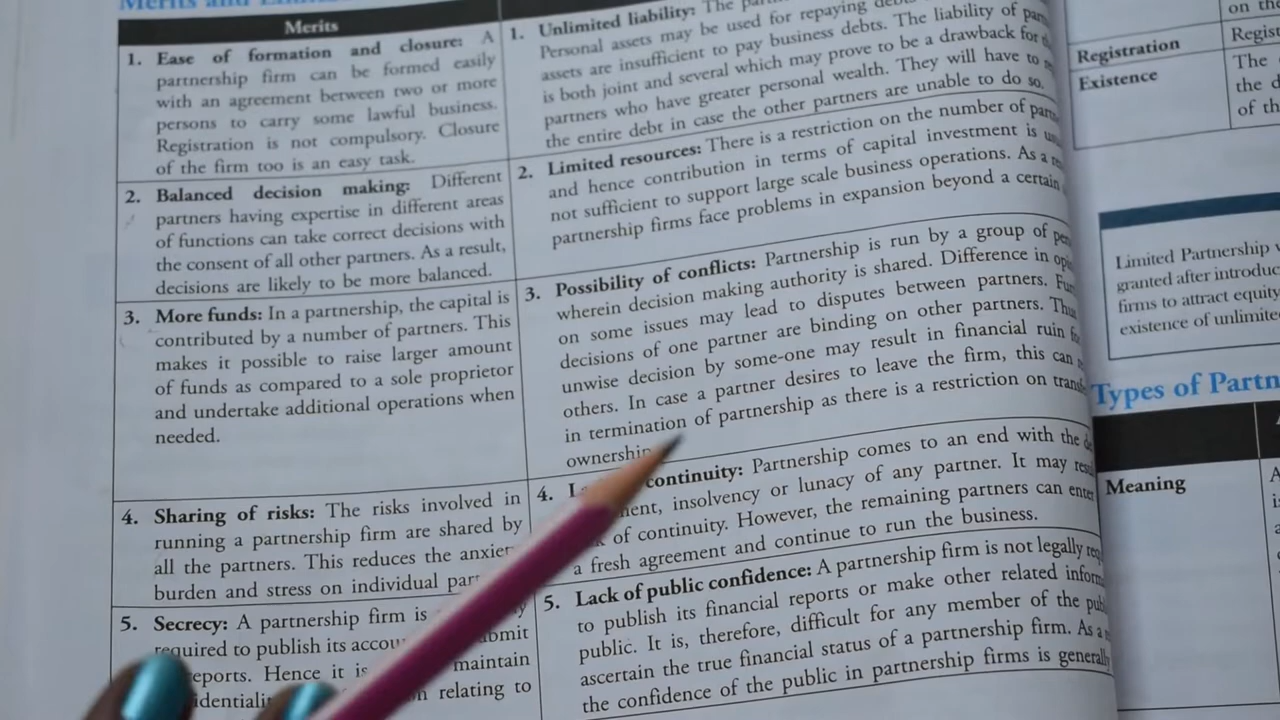 Merits
1. Ease of formation and closure: A
partnership firm can be formed easily
with an agreement between two or more
persons to carry some lawful business.
Registration is not compulsory. Closure
of the firm too is an easy task.
2. Balanced decision making: Different
partners having expertise in different areas
of functions can take correct decisions with
the consent of all other partners. As a result,
decisions are likely to be more balanced.
3. More funds: In a partnership, the capital is
contributed by a number of partners. This
makes it possible to raise larger amount
of funds as compared to a sole proprietor
and undertake additional operations when
needed.
4. Sharing of risks: The risks involved in
running a partnership firm are shared by
all the partners. This reduces the
burden and stress on individual
5. Secrecy: A partnership firm is
required to publish its
Hence it is maintain
relating to
1. Unlimited liability: The
Personal assets may be used for repaying debts
assets are insufficient to pay business debts. The liability of
is both joint and several which may prove to be a drawback for
partners who have greater personal wealth. They will have to
the entire debt in case the other partners are unable to do so.
2. Limited resources: There is a restriction on the number of
and hence contribution in terms of capital investment is
not sufficient to support large scale business operations. As a
partnership firms face problems in expansion beyond a certain
3. Possibility of conflicts: Partnership is run by a group of
wherein decision making authority is shared. Difference in
on some issues may lead to disputes between partners.
decisions of one partner are binding on other partners.
unwise decision by some-one may result in financial ruin
others. In case a partner desires to leave the firm, this can
in termination of partnership as there is a restriction on
ownership
4. continuity: Partnership comes to an end with the
insolvency or lunacy of any partner. It may
of continuity. However, the remaining partners can enter
a fresh agreement and continue to run the business.
5. Lack of public confidence: A partnership firm is not legally
to publish its financial reports or make other related
public. It is, therefore, difficult for any member of the
ascertain the true financial status of a partnership firm. As a
the confidence of the public in partnership firms is generally
on
Registration
Existence The
the
of
Limited Partnership
granted after
firms to attract equity
existence of
Types of
Meaning